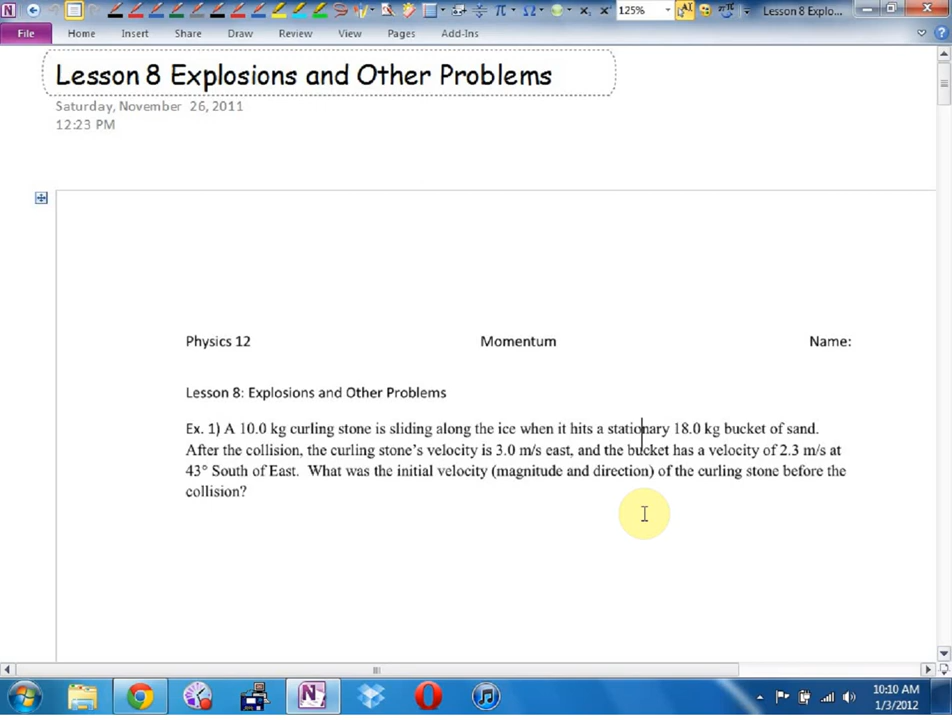 125%
Lesson 8 Explo...
File Home Insert Share Draw Review View Pages Add-Ins
Lesson 8 Explosions and Other Problems
Saturday, November 26, 2011
12:23 PM
Physics 12 Momentum Name:
Lesson 8: Explosions and Other Problems
Ex. 1) A 10.0 kg curling stone is sliding along the ice when it hits a stationary 18.0 kg bucket of sand.
After the collision, the curling stone's velocity is 3.0 m/s east, and the bucket has a velocity of 2.3 m/s at
43° South of East. What was the initial velocity (magnitude and direction) of the curling stone before the
collision?
10:10 AM
1/3/2012